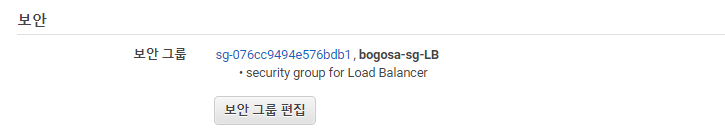 보안
보안 그룹 sg-076cc9494e576bdb1, bogosa-sg-LB
• security group for Load Balancer
보안 그룹 편집